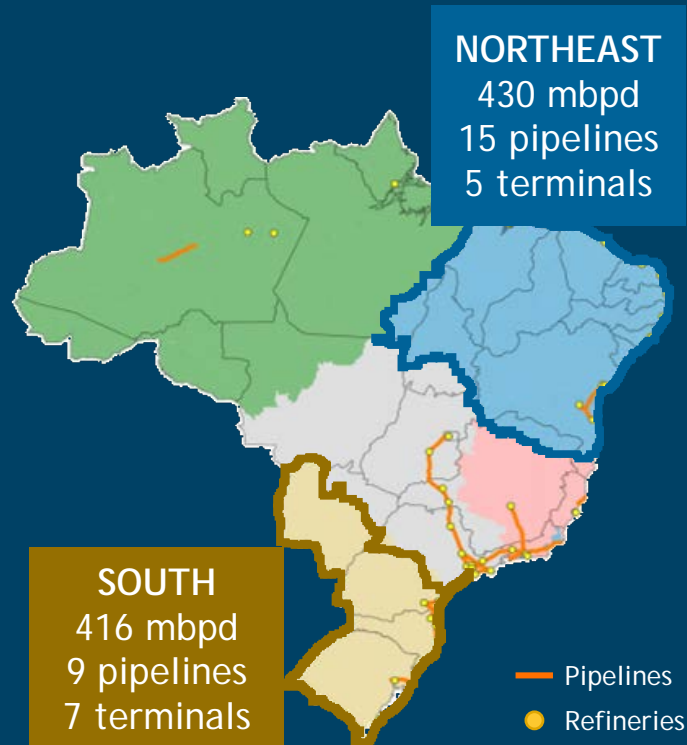 NORTHEAST
430 mbpd
15 pipelines
5 terminals
SOUTH
416 mbpd
9 pipelines
7 terminals
Pipelines
Refineries